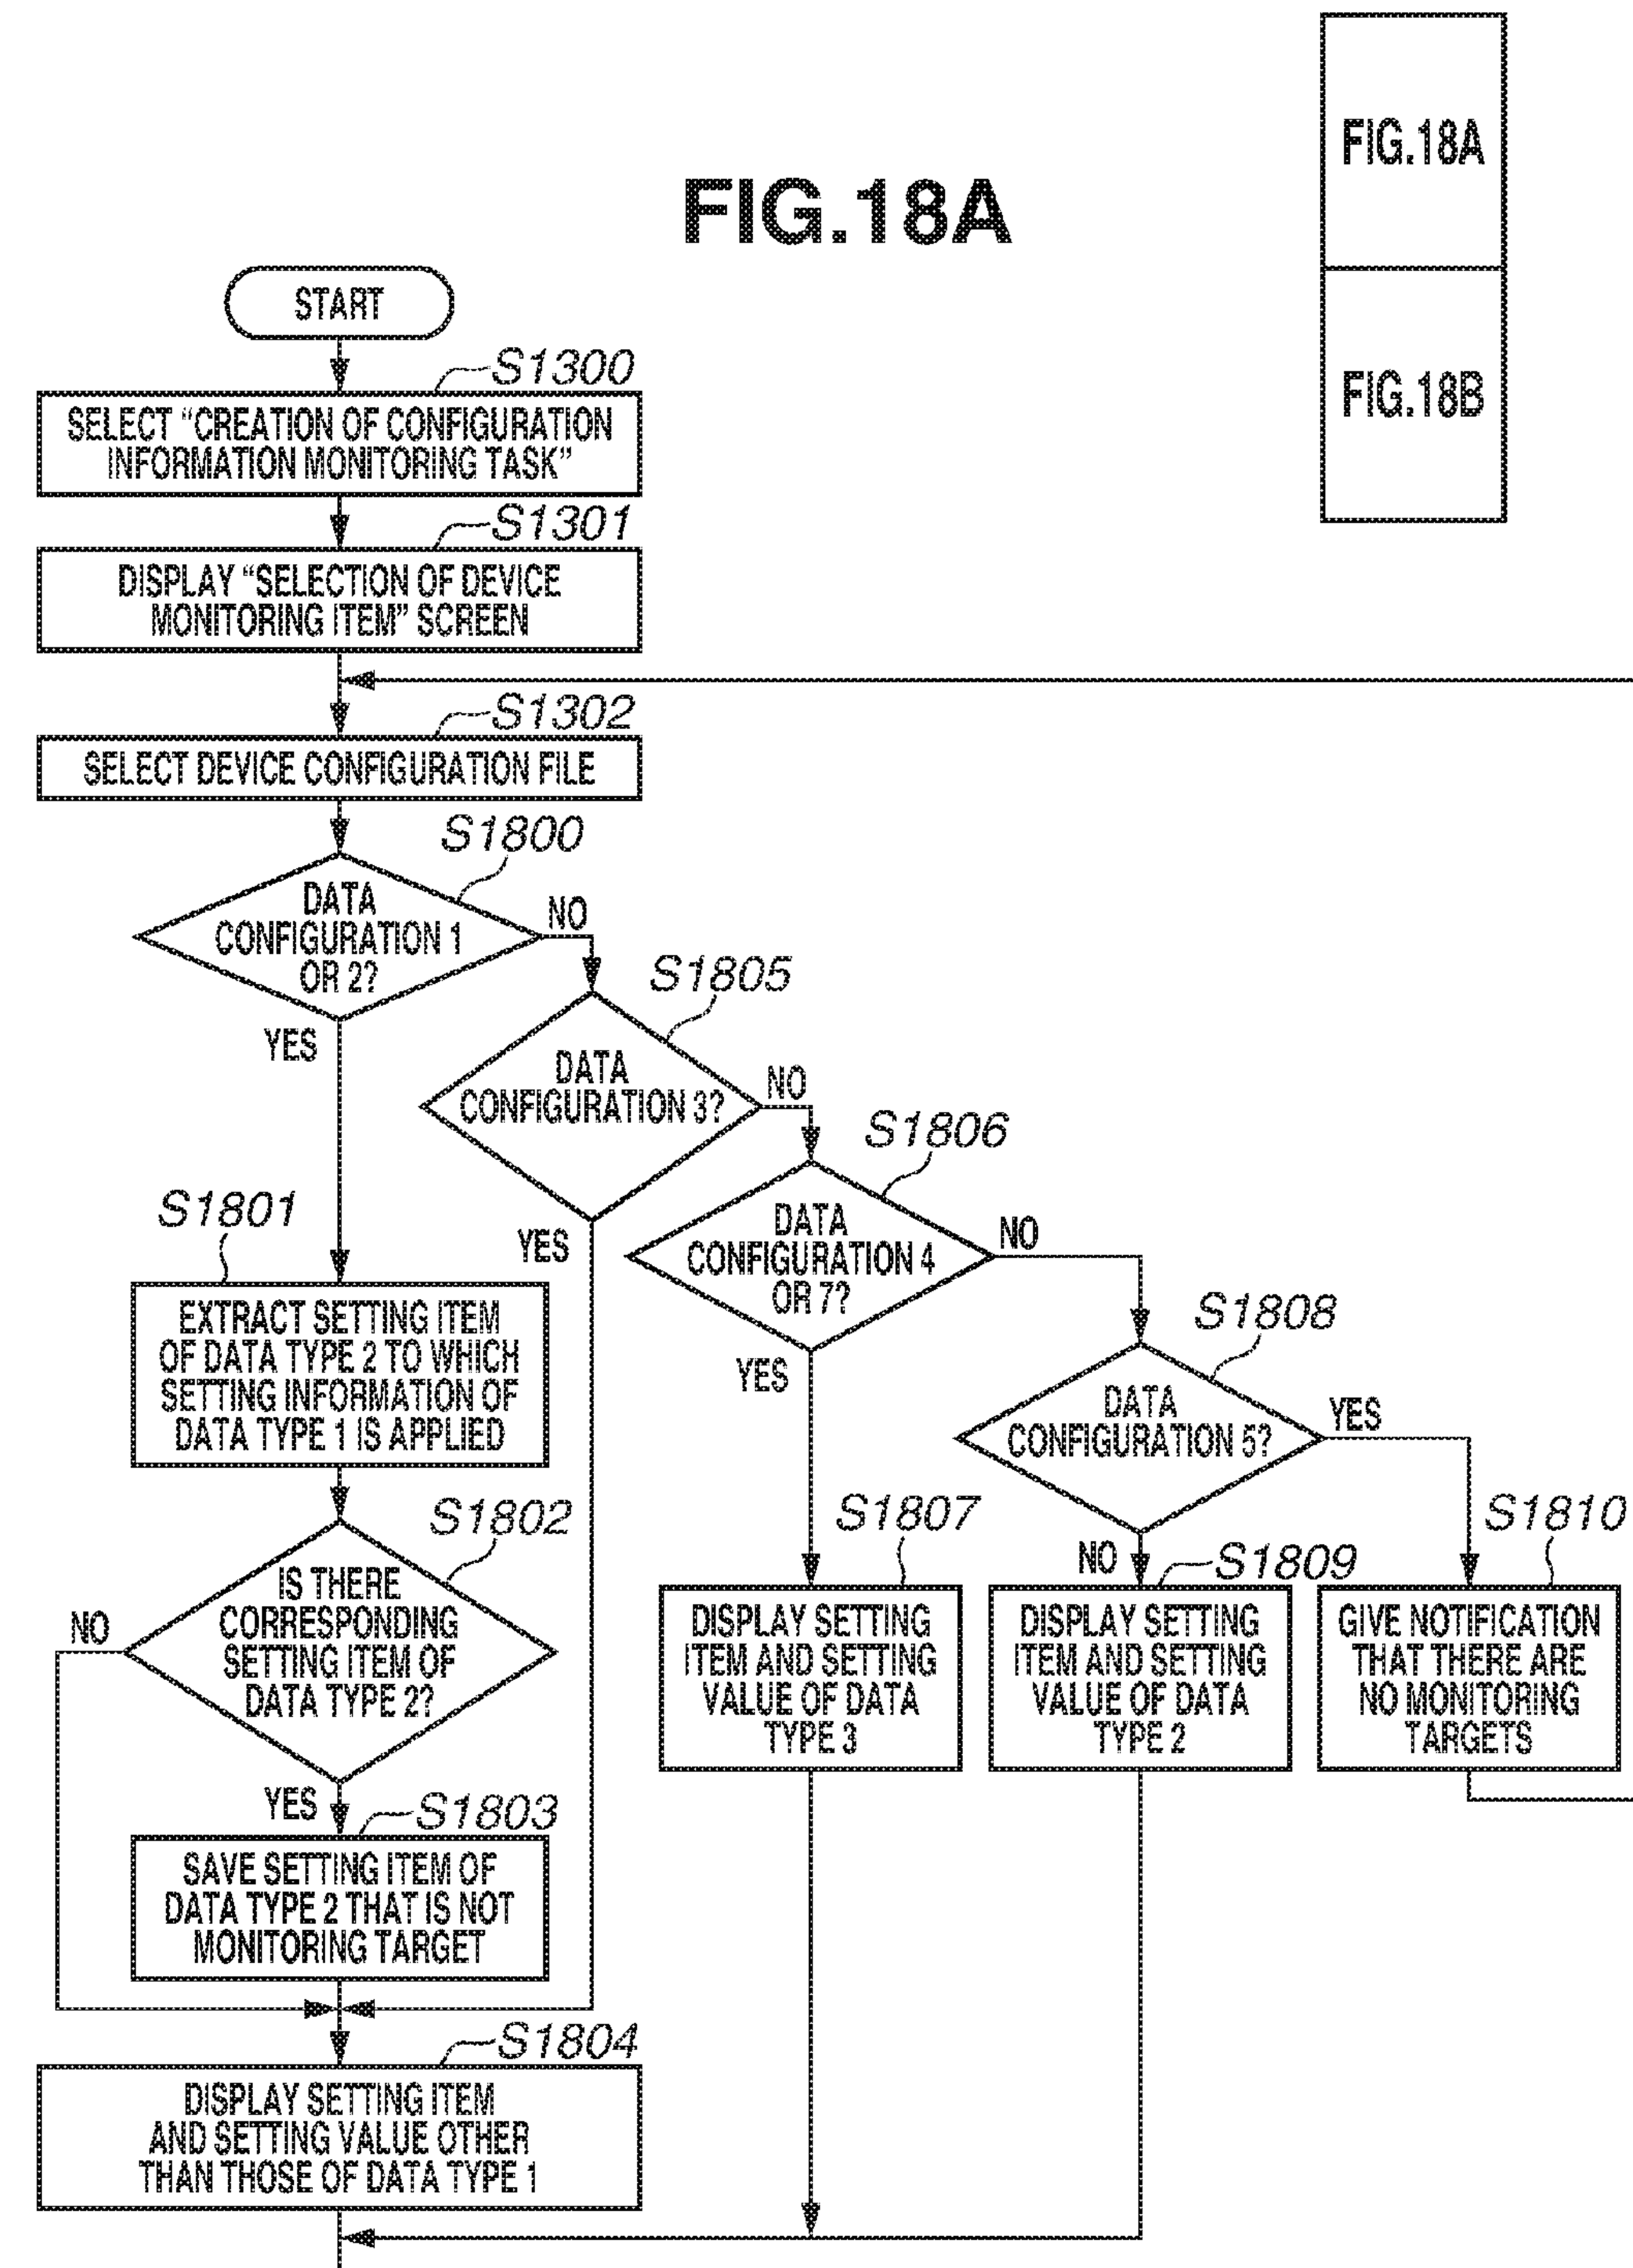 FIG.18A
FIG.18A
FIG.18B
START
S1300
SELECT “CREATION OF CONFIGURATION
INFORMATION MONITORING TASK”
S1301
DISPLAY “SELECTION OF DEVICE
MONITORING ITEM” SCREEN
S1302
SELECT DEVICE CONFIGURATION FILE
S1800
DATA
CONFIGURATION 1
OR 2?
NO
YES
S1805
DATA
CONFIGURATION 3?
NO
YES
S1806
DATA
CONFIGURATION 4
OR 7?
NO
YES
S1808
DATA
CONFIGURATION 5?
YES
NO
S1801
EXTRACT SETTING ITEM
OF DATA TYPE 2 TO WHICH
SETTING INFORMATION OF
DATA TYPE 1 IS APPLIED
S1802
IS THERE
CORRESPONDING
SETTING ITEM OF
DATA TYPE 2?
NO
YES
S1807
DISPLAY SETTING
ITEM AND SETTING
VALUE OF DATA
TYPE 3
S1809
DISPLAY SETTING
ITEM AND SETTING
VALUE OF DATA
TYPE 2
S1810
GIVE NOTIFICATION
THAT THERE ARE
NO MONITORING
TARGETS
S1803
SAVE SETTING ITEM OF
DATA TYPE 2 THAT IS NOT
MONITORING TARGET
S1804
DISPLAY SETTING ITEM
AND SETTING VALUE OTHER
THAN THOSE OF DATA TYPE 1